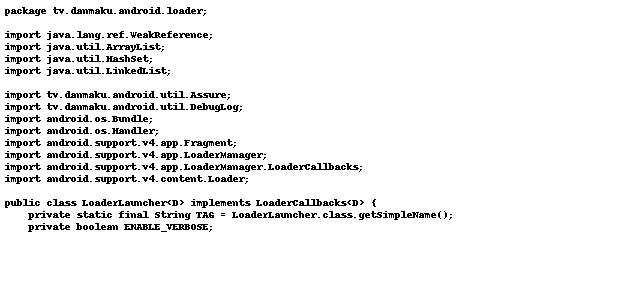 package tv.danmaku.android.loader;

import java.lang.ref.WeakReference;
import java.util.ArrayList;
import java.util.HashSet;
import java.util.LinkedList;

import tv.danmaku.android.util.Assure;
import tv.danmaku.android.util.DebugLog;
import android.os.Bundle;
import android.os.Handler;
import android.support.v4.app.Fragment;
import android.support.v4.app.LoaderManager;
import android.support.v4.app.LoaderManager.LoaderCallbacks;
import android.support.v4.content.Loader;

public class LoaderLauncher<D> implements LoaderCallbacks<D> {
    private static final String TAG = LoaderLauncher.class.getSimpleName();
    private boolean ENABLE_VERBOSE;